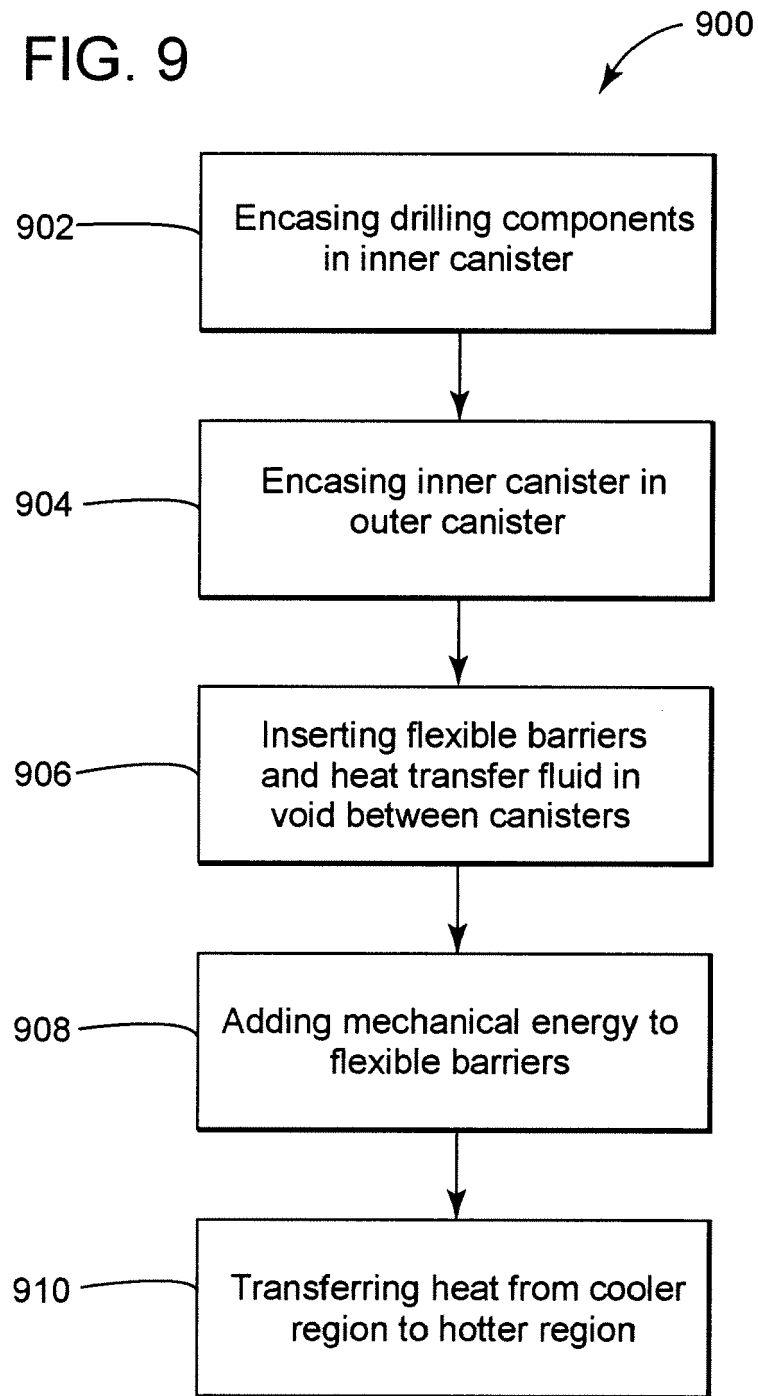 FIG. 9
900
902
Encasing drilling components
in inner canister
904
Encasing inner canister in
outer canister
906
Inserting flexible barriers
and heat transfer fluid in
void between canisters
908
Adding mechanical energy to
flexible barriers
910
Transferring heat from cooler
region to hotter region